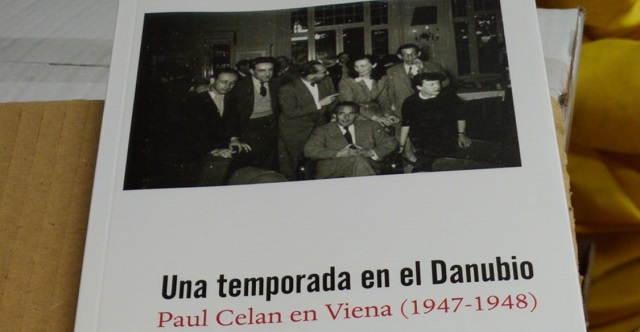 Una temporada en el Danubio
Paul Celan en Viena (1947-1948)